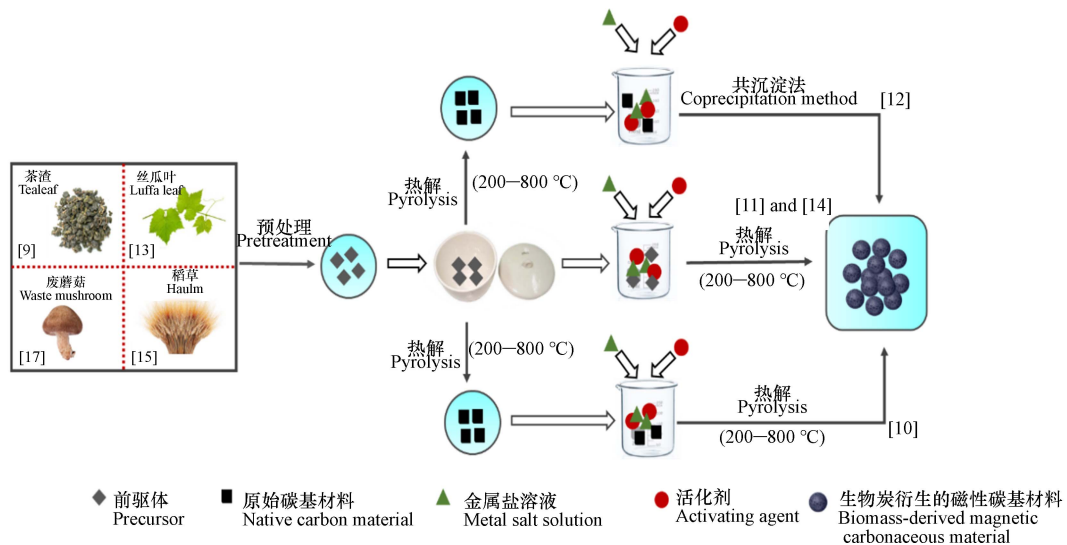 共沉淀法
Coprecipitation method
[12]
茶渣
Tealeaf
[9]
丝瓜叶
Luffa leaf
[13]
废蘑菇
Waste mushroom
[17]
稻草
Haulm
[15]
预处理
Pretreatment
热解
Pyrolysis
(200—800 ℃)
[11] and [14]
热解
Pyrolysis
(200—800 ℃)
热解
Pyrolysis
(200—800 ℃)
热解
Pyrolysis
(200—800 ℃)
[10]
前驱体
Precursor
原始碳基材料
Native carbon material
金属盐溶液
Metal salt solution
活化剂
Activating agent
生物炭衍生的磁性碳基材料
Biomass-derived magnetic
carbonaceous material